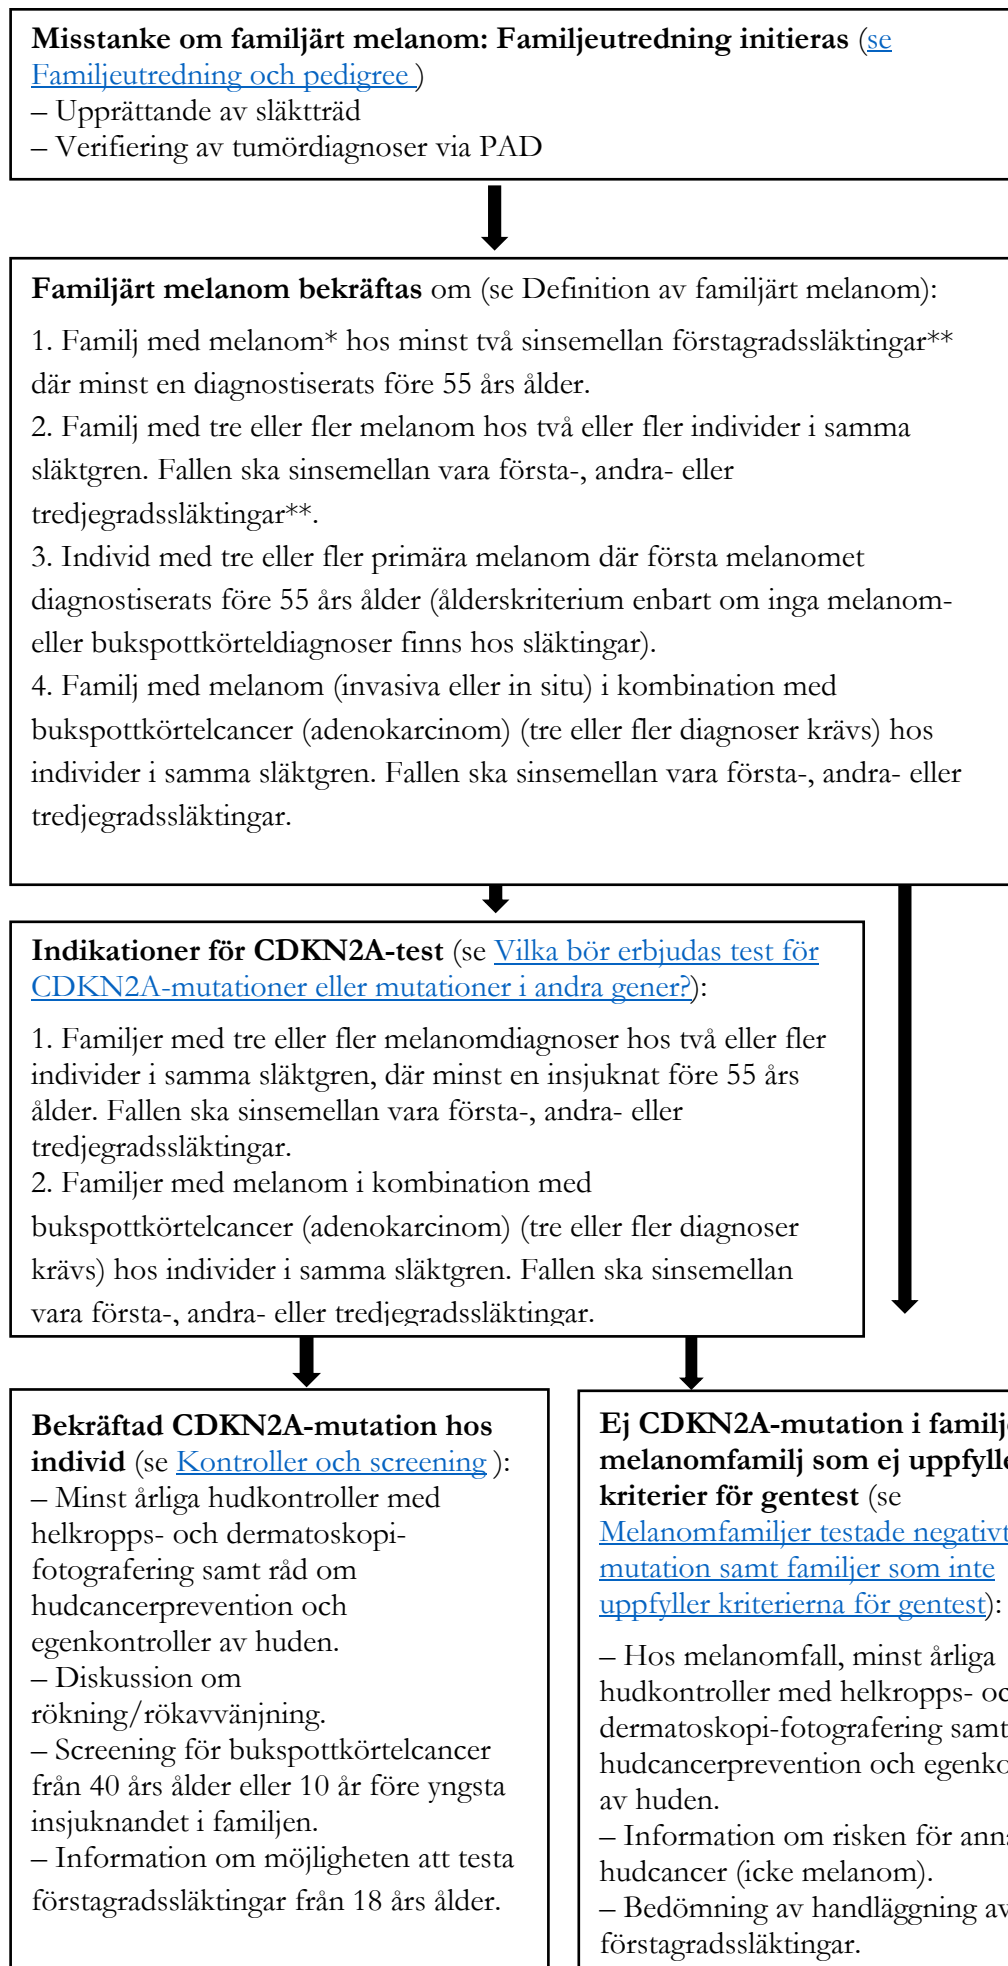 Misstanke om familjärt melanom: Familjeutredning initieras (se
Familjeutredning och pedigree )
– Upprättande av släktträd
– Verifiering av tumördiagnoser via PAD
Familjärt melanom bekräftas om (se Definition av familjärt melanom):
1. Familj med melanom* hos minst två sinsemellan förstagradssläktingar**
där minst en diagnostiserats före 55 års ålder.
2. Familj med tre eller fler melanom hos två eller fler individer i samma
släktgren. Fallen ska sinsemellan vara första-, andra- eller
tredjegradssläktingar**.
3. Individ med tre eller fler primära melanom där första melanomet
diagnostiserats före 55 års ålder (ålderskriterium enbart om inga melanom-
eller bukspottkörteldiagnoser finns hos släktingar).
4. Familj med melanom (invasiva eller in situ) i kombination med
bukspottkörtelcancer (adenokarcinom) (tre eller fler diagnoser krävs) hos
individer i samma släktgren. Fallen ska sinsemellan vara första-, andra- eller
tredjegradssläktingar.
Indikationer för CDKN2A-test (se Vilka bör erbjudas test för
CDKN2A-mutationer eller mutationer i andra gener?):
1. Familjer med tre eller fler melanomdiagnoser hos två eller fler
individer i samma släktgren, där minst en insjuknat före 55 års
ålder. Fallen ska sinsemellan vara första-, andra- eller
tredjegradssläktingar.
2. Familjer med melanom i kombination med
bukspottkörtelcancer (adenokarcinom) (tre eller fler diagnoser
krävs) hos individer i samma släktgren. Fallen ska sinsemellan
vara första-, andra- eller tredjegradssläktingar.
Bekräftad CDKN2A-mutation hos
individ (se Kontroller och screening ):
– Minst årliga hudkontroller med
helkropps- och dermatoskopi-
fotografering samt råd om
hudcancerprevention och
egenkontroller av huden.
– Diskussion om
rökning/rökavvänjning.
– Screening för bukspottkörtelcancer
från 40 års ålder eller 10 år före yngsta
insjuknandet i familjen.
– Information om möjligheten att testa
förstagradssläktingar från 18 års ålder.
Ej CDKN2A-mutation i
melanomfamilj som ej
kriterier för gentest (se
Melanomfamiljer testade negativt
mutation samt familjer som inte
uppfyller kriterierna för gentest):
– Hos melanomfall, minst årliga
hudkontroller med helkropps-
dermatoskopi-fotografering samt
hudcancerprevention och
av huden.
– Information om risken för
hudcancer (icke melanom).
– Bedömning av handläggning av
förstagradssläktingar.